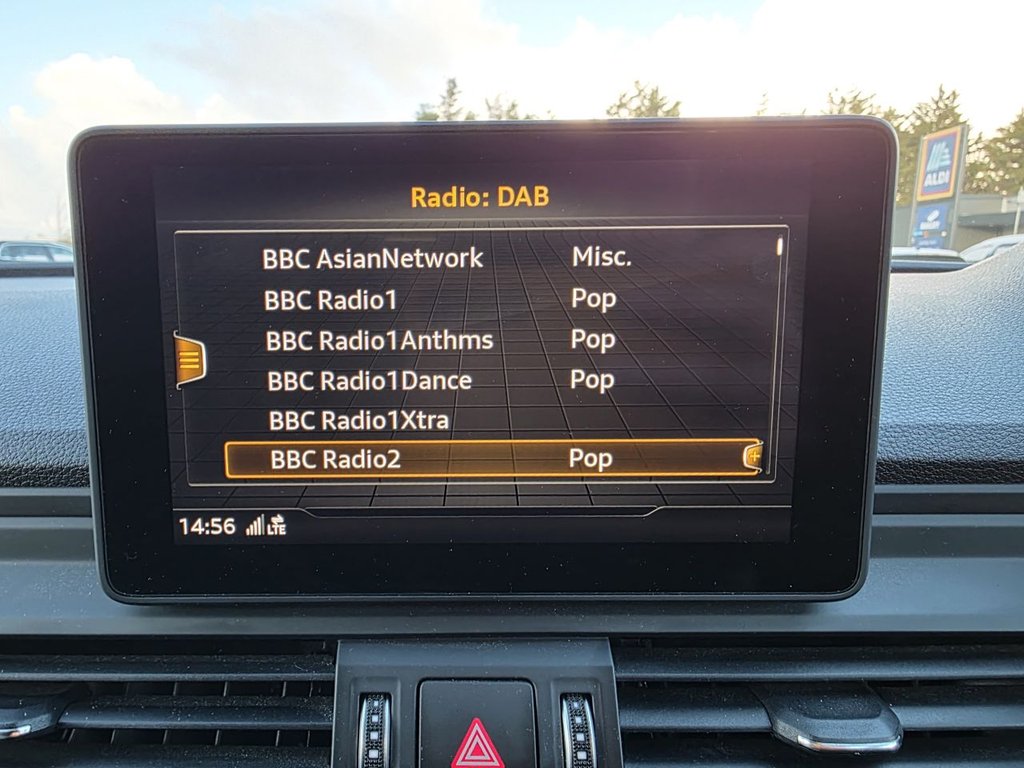 Radio: DAB
BBC AsianNetwork Misc.
BBC Radio1 Pop
BBC Radio1Anthms Pop
BBC Radio1Dance Pop
BBC Radio1Xtra
BBC Radio2 Pop
14:56 LTE
ALDI